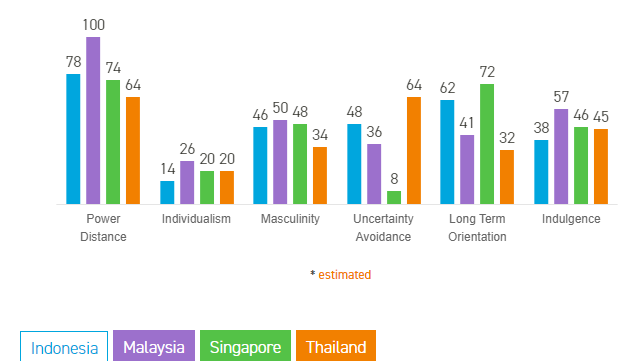 100
78
74
64
14
26
20
20
46
50
48
34
48
36
8
64
62
41
72
32
38
57
46
45
Power
Distance
Individualism
Masculinity
Uncertainty
Avoidance
Long Term
Orientation
Indulgence
* estimated
Indonesia
Malaysia
Singapore
Thailand